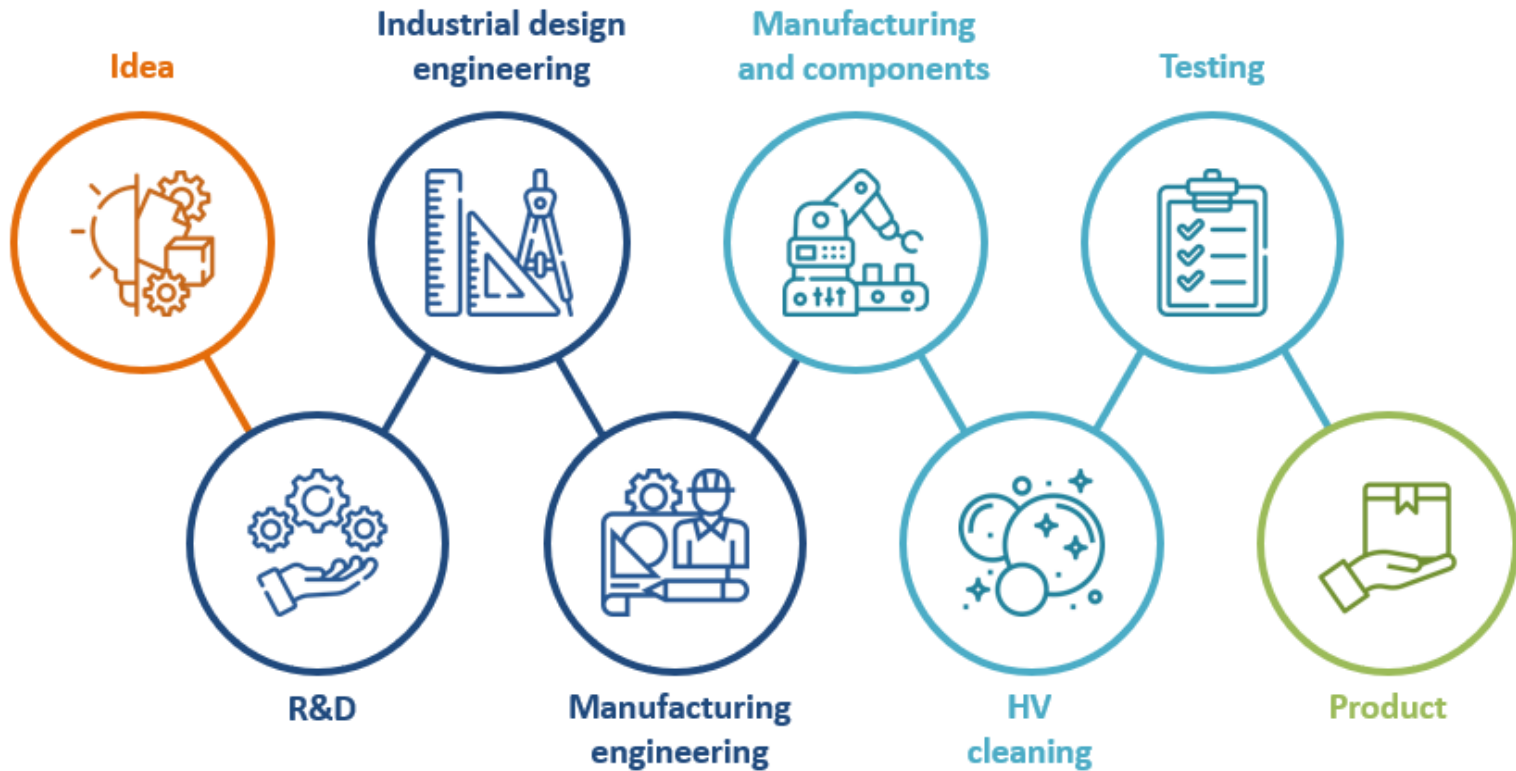 Idea
R&D
Industrial design
engineering
Manufacturing
engineering
Manufacturing
and components
HV
cleaning
Testing
Product